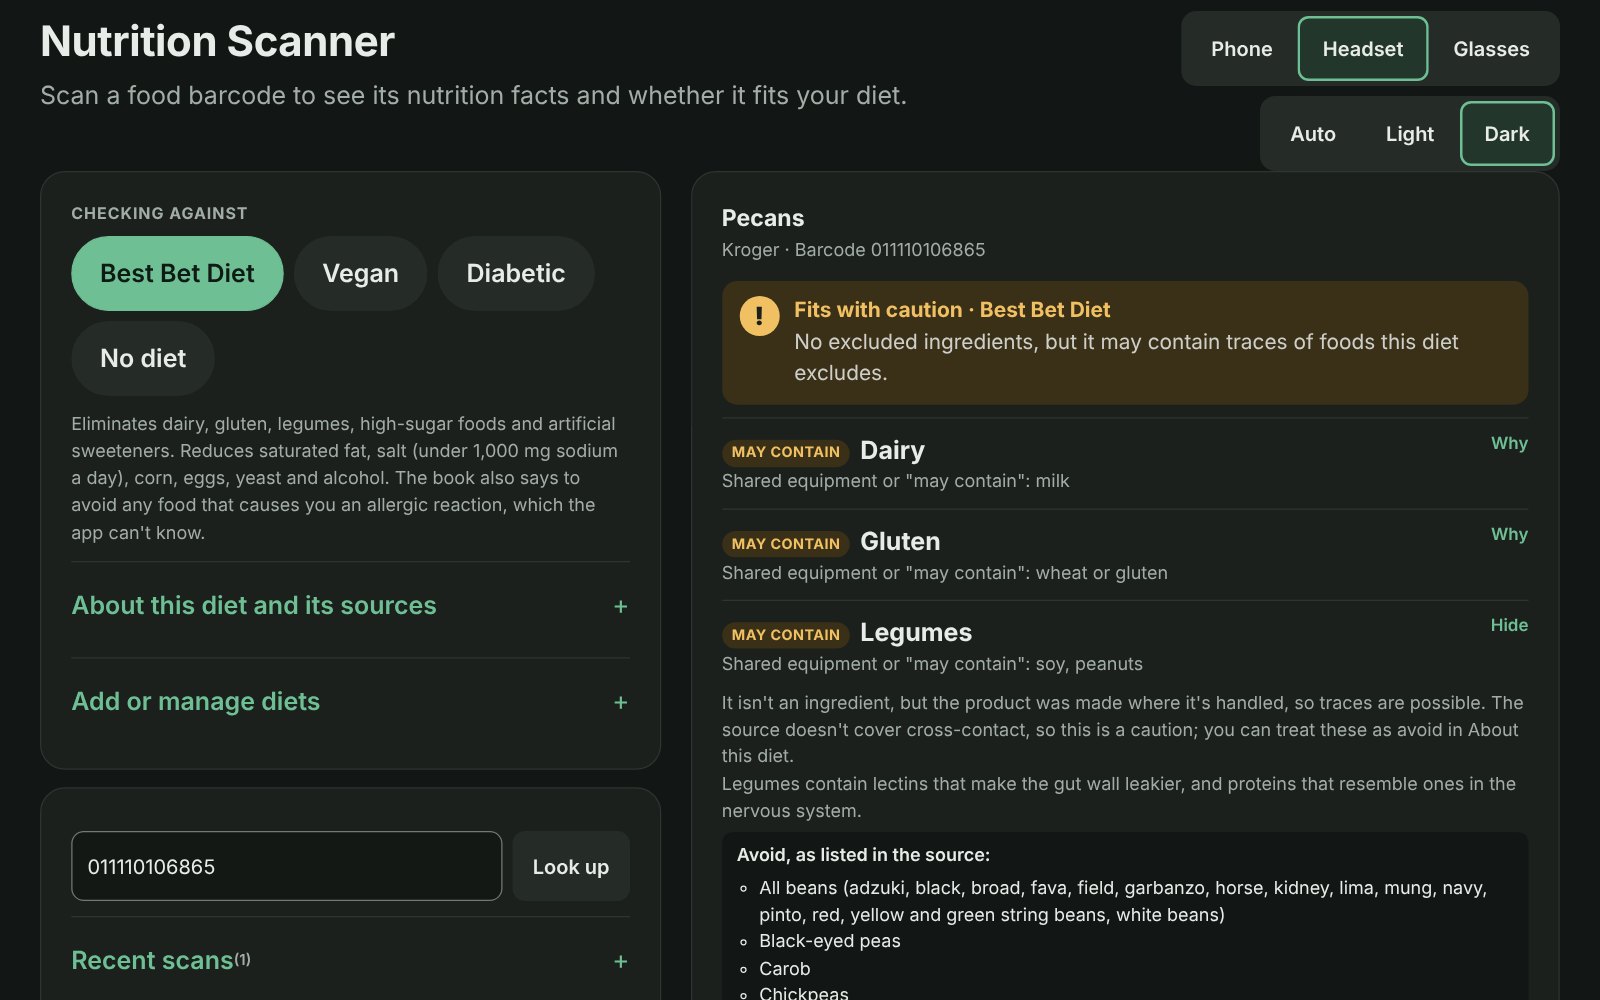 Nutrition Scanner
Scan a food barcode to see its nutrition facts and whether it fits your diet.
Phone
Headset
Glasses
Auto
Light
Dark
CHECKING AGAINST
Best Bet Diet
Vegan
Diabetic
No diet
Eliminates dairy, gluten, legumes, high-sugar foods and artificial
sweeteners. Reduces saturated fat, salt (under 1,000 mg sodium
a day), corn, eggs, yeast and alcohol. The book also says to
avoid any food that causes you an allergic reaction, which the
app can't know.
About this diet and its sources +
Add or manage diets +
011110106865
Look up
Recent scans(1) +
Pecans
Kroger · Barcode 011110106865
! Fits with caution · Best Bet Diet
No excluded ingredients, but it may contain traces of foods this diet
excludes.
MAY CONTAIN Dairy Why
Shared equipment or "may contain": milk
MAY CONTAIN Gluten Why
Shared equipment or "may contain": wheat or gluten
MAY CONTAIN Legumes Hide
Shared equipment or "may contain": soy, peanuts
It isn't an ingredient, but the product was made where it's handled, so traces are possible. The
source doesn't cover cross-contact, so this is a caution; you can treat these as avoid in About
this diet.
Legumes contain lectins that make the gut wall leakier, and proteins that resemble ones in the
nervous system.
Avoid, as listed in the source:
All beans (adzuki, black, broad, fava, field, garbanzo, horse, kidney, lima, mung, navy,
pinto, red, yellow and green string beans, white beans)
Black-eyed peas
Carob
Chickpeas